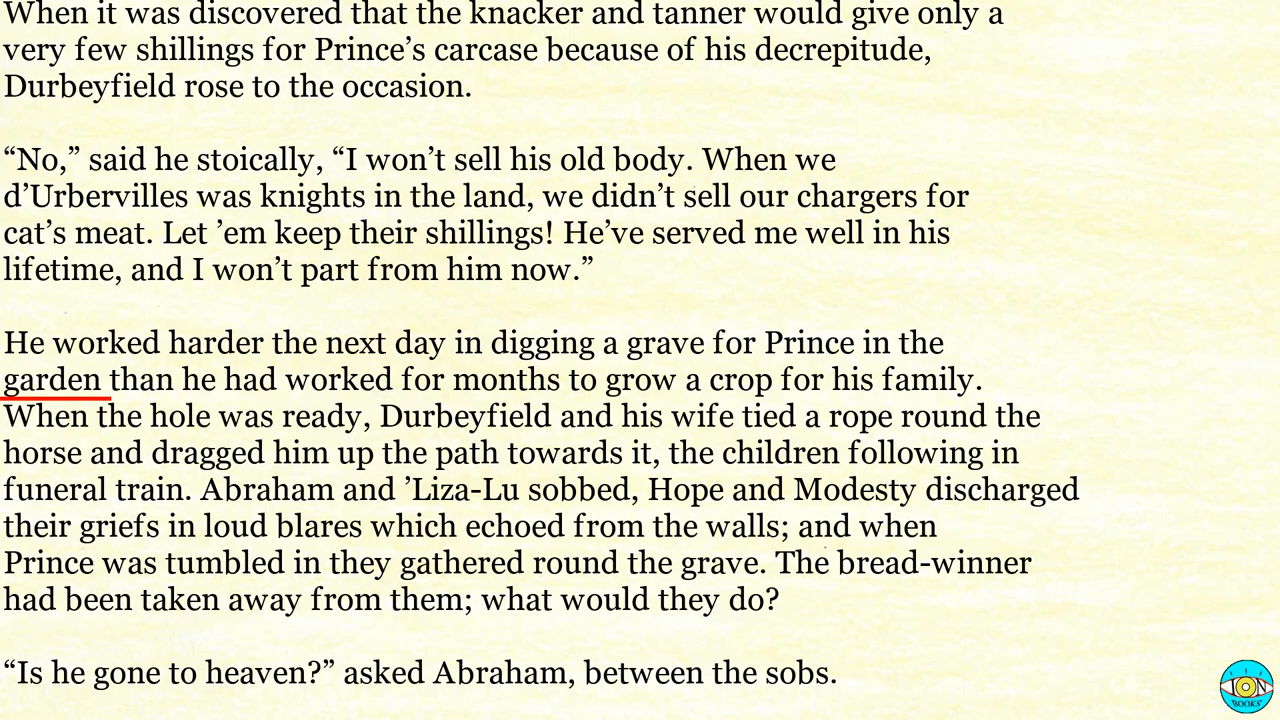 When it was discovered that the knacker and tanner would give only a
very few shillings for Prince’s carcase because of his decrepitude,
Durbeyfield rose to the occasion.
“No,” said he stoically, “I won’t sell his old body. When we
d’Urbervilles was knights in the land, we didn’t sell our chargers for
cat’s meat. Let ’em keep their shillings! He’ve served me well in his
lifetime, and I won’t part from him now.”
He worked harder the next day in digging a grave for Prince in the
garden than he had worked for months to grow a crop for his family.
When the hole was ready, Durbeyfield and his wife tied a rope round the
horse and dragged him up the path towards it, the children following in
funeral train. Abraham and ’Liza-Lu sobbed, Hope and Modesty discharged
their griefs in loud blares which echoed from the walls; and when
Prince was tumbled in they gathered round the grave. The bread-winner
had been taken away from them; what would they do?
“Is he gone to heaven?” asked Abraham, between the sobs.
ION
BOOKS